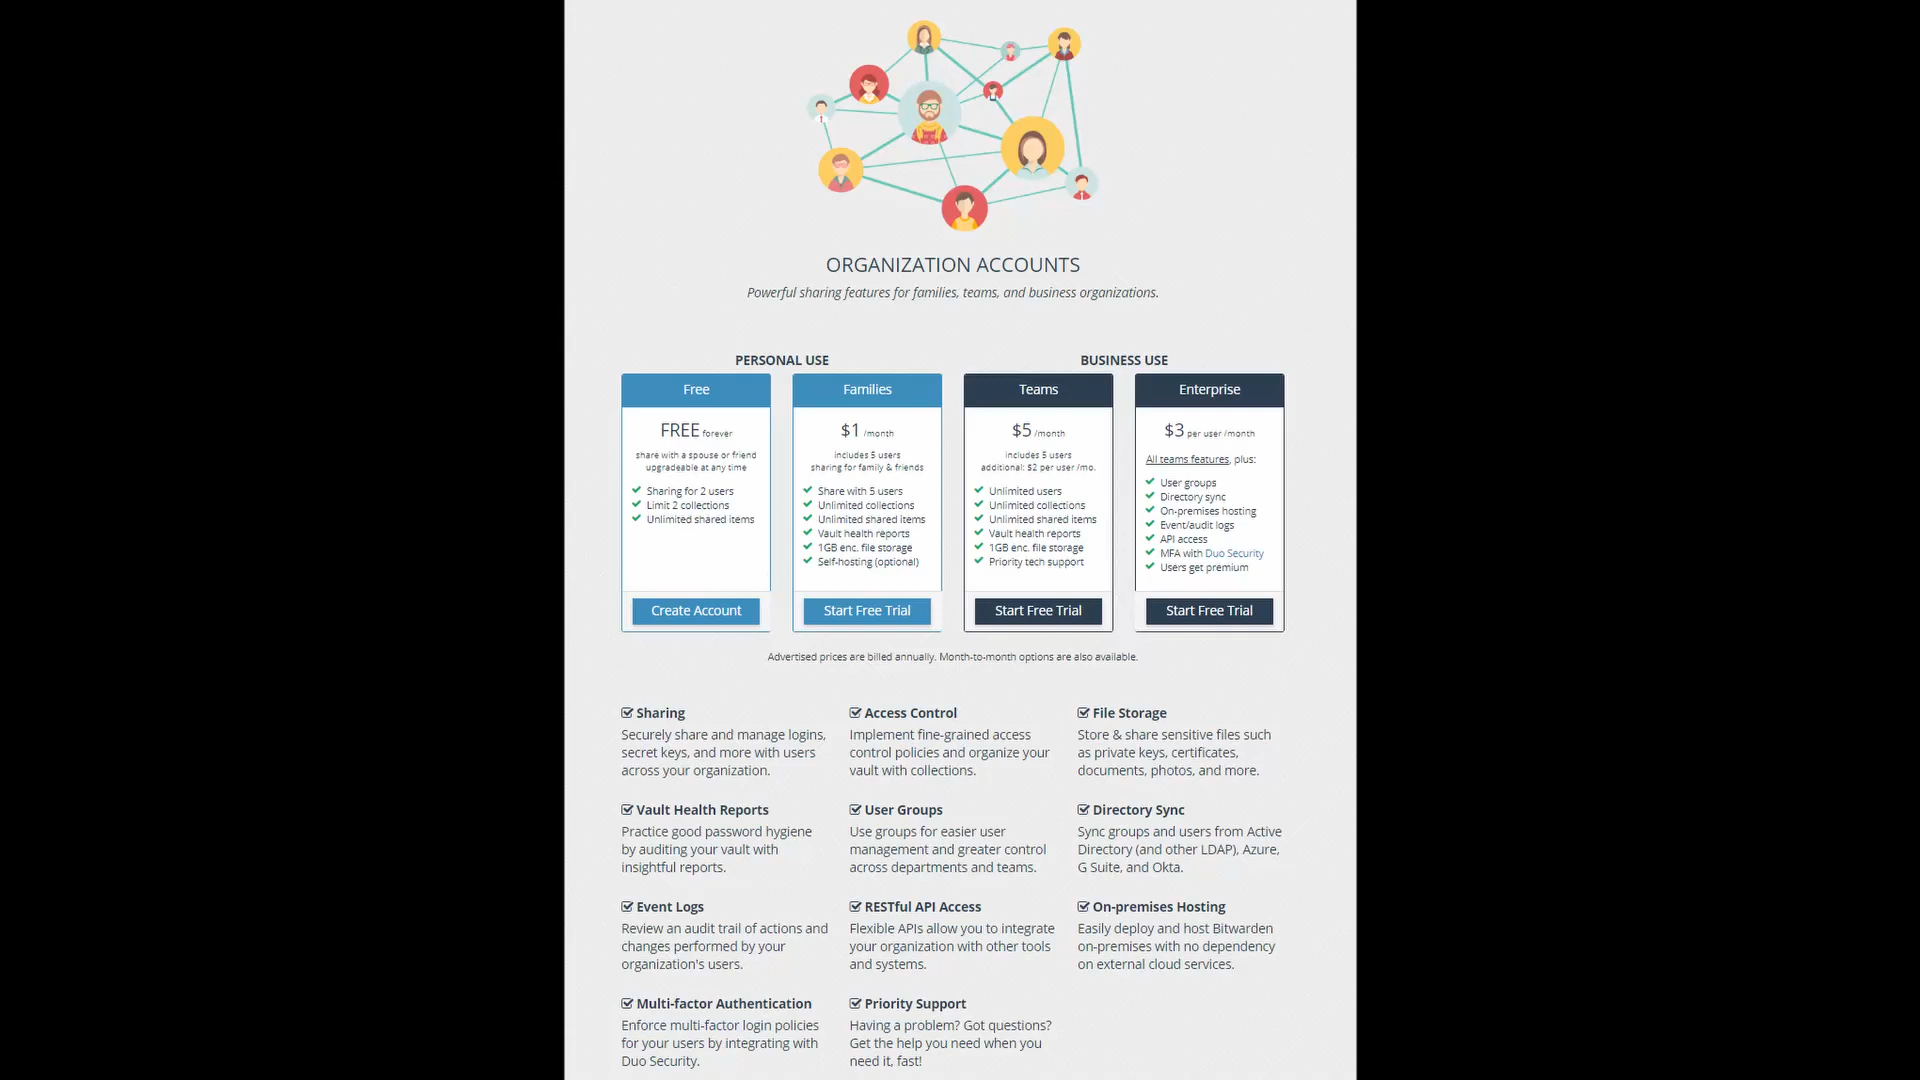 ORGANIZATION ACCOUNTS
Powerful sharing features for families, teams, and business organizations.
PERSONAL USE
Free
FREE forever
share with a spouse or friend
upgradeable at any time
Sharing for 2 users
Limit 2 collections
Unlimited shared items
Create Account
Families
$1 /month
includes 5 users
sharing for family & friends
Share with 5 users
Unlimited collections
Unlimited shared items
Vault health reports
1GB enc. file storage
Self-hosting (optional)
Start Free Trial
BUSINESS USE
Teams
$5 /month
includes 5 users
additional: $2 per user /mo.
Unlimited users
Unlimited collections
Unlimited shared items
Vault health reports
1GB enc. file storage
Priority tech support
Start Free Trial
Enterprise
$3 per user /month
All teams features, plus:
User groups
Directory sync
On-premises hosting
Event/audit logs
API access
MFA with Duo Security
Users get premium
Start Free Trial
Advertised prices are billed annually. Month-to-month options are also available.
Sharing
Securely share and manage logins,
secret keys, and more with users
across your organization.
Access Control
Implement fine-grained access
control policies and organize your
vault with collections.
File Storage
Store & share sensitive files such
as private keys, certificates,
documents, photos, and more.
Vault Health Reports
Practice good password hygiene
by auditing your vault with
insightful reports.
User Groups
Use groups for easier user
management and greater control
across departments and teams.
Directory Sync
Sync groups and users from Active
Directory (and other LDAP), Azure,
G Suite, and Okta.
Event Logs
Review an audit trail of actions and
changes performed by your
organization's users.
RESTful API Access
Flexible APIs allow you to integrate
your organization with other tools
and systems.
On-premises Hosting
Easily deploy and host Bitwarden
on-premises with no dependency
on external cloud services.
Multi-factor Authentication
Enforce multi-factor login policies
for your users by integrating with
Duo Security.
Priority Support
Having a problem? Got questions?
Get the help you need when you
need it, fast!